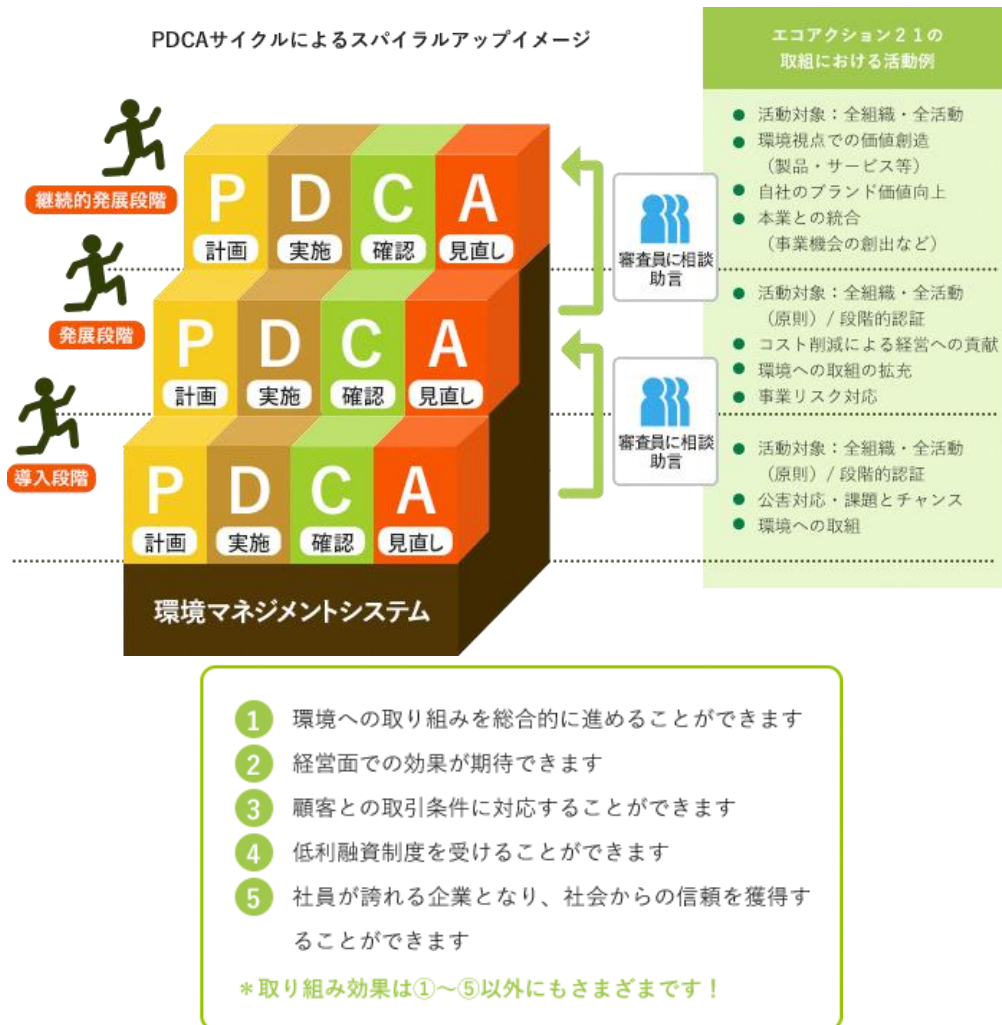 PDCAサイクルによるスパイラルアップイメージ
エコアクション２１の
取組における活動例
継続的発展段階
P D C A
計画 実施 確認 見直し
審査員に相談
助言
● 活動対象：全組織・全活動
● 環境視点での価値創造
（製品・サービス等）
● 自社のブランド価値向上
● 本業との統合
（事業機会の創出など）
発展段階
P D C A
計画 実施 確認 見直し
審査員に相談
助言
● 活動対象：全組織・全活動
（原則）/ 段階的認証
● コスト削減による経営への貢献
● 環境への取組の拡充
● 事業リスク対応
導入段階
P D C A
計画 実施 確認 見直し
● 活動対象：全組織・全活動
（原則）/ 段階的認証
● 公害対応・課題とチャンス
● 環境への取組
環境マネジメントシステム
1 環境への取り組みを総合的に進めることができます
2 経営面での効果が期待できます
3 顧客との取引条件に対応することができます
4 低利融資制度を受けることができます
5 社員が誇れる企業となり、社会からの信頼を獲得す
ることができます
＊取り組み効果は①～⑤以外にもさまざまです！